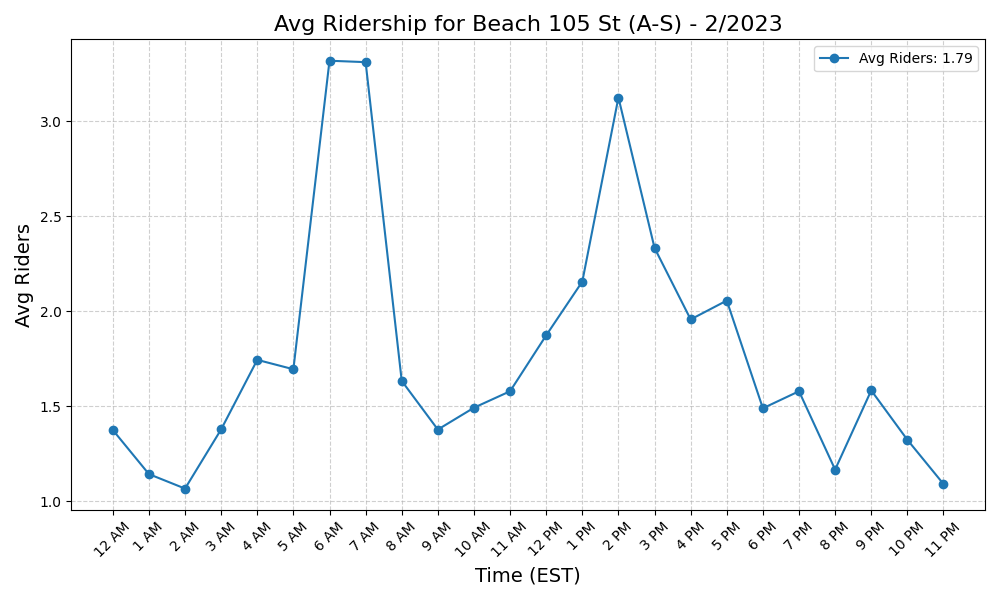 Avg Ridership for Beach 105 St (A-S) - 2/2023
Avg Riders: 1.79
Avg Riders
3.0
2.5
2.0
1.5
1.0
12 AM 1 AM 2 AM 3 AM 4 AM 5 AM 6 AM 7 AM 8 AM 9 AM 10 AM 11 AM 12 PM 1 PM 2 PM 3 PM 4 PM 5 PM 6 PM 7 PM 8 PM 9 PM 10 PM 11 PM
Time (EST)